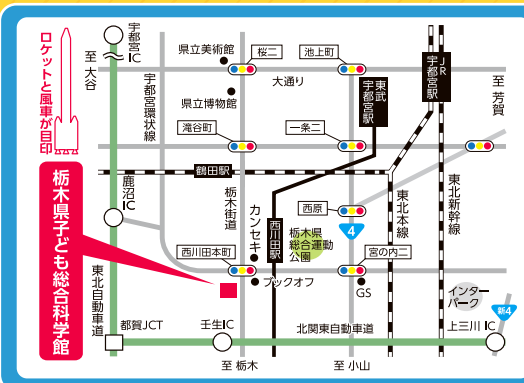 ロケットと風車が目印
栃木県子ども総合科学館
至 大谷
宇都宮IC
宇都宮環状線
県立美術館
県立博物館
桜二
池上町
大通り
東武宇都宮駅
JR宇都宮駅
至 芳賀
滝谷町
一条二
鶴田駅
鹿沼IC
栃木街道
カンセキ
西川田駅
西原
4
栃木県
総合運動
公園
東北本線
東北新幹線
西川田本町
宮の内二
ブックオフ
GS
インター
パーク
新4
東北自動車道
都賀JCT
壬生IC
北関東自動車道
上三川 IC
至 栃木
至 小山